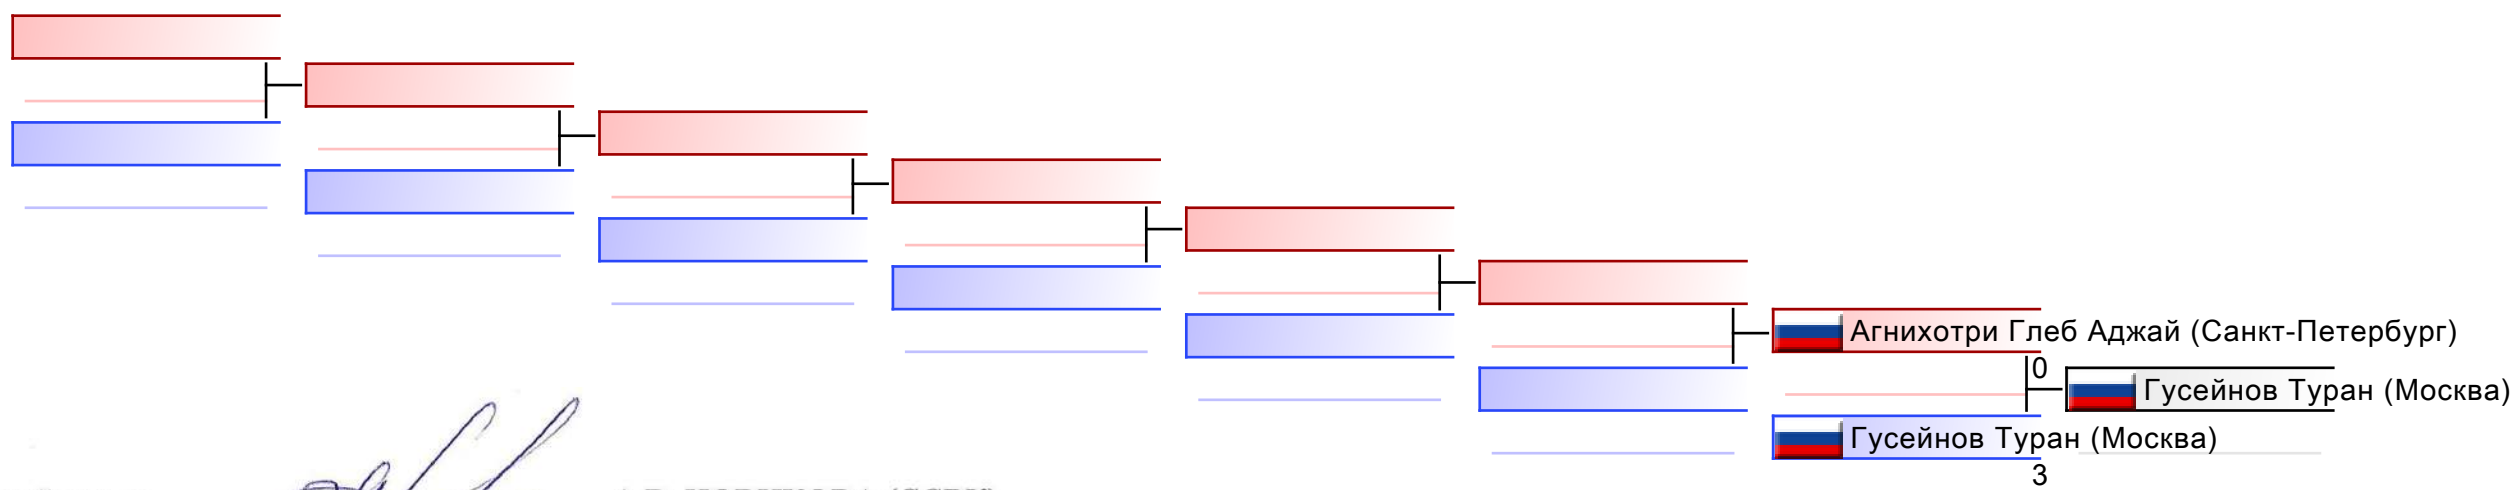 Агнихотри Глеб Аджай (Санкт-Петербург)
0
Гусейнов Туран (Москва)
Гусейнов Туран (Москва)
3